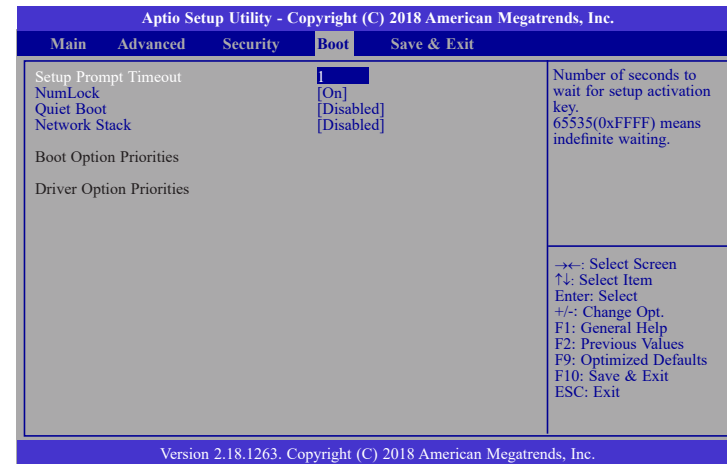 Aptio Setup Utility - Copyright (C) 2018 American Megatrends, Inc.
Main Advanced Security Boot Save & Exit
Setup Prompt Timeout 1
NumLock [On]
Quiet Boot [Disabled]
Network Stack [Disabled]
Boot Option Priorities
Driver Option Priorities
Number of seconds to
wait for setup activation
key.
65535(0xFFFF) means
indefinite waiting.
→←: Select Screen
↑↓: Select Item
Enter: Select
+/-: Change Opt.
F1: General Help
F2: Previous Values
F9: Optimized Defaults
F10: Save & Exit
ESC: Exit
Version 2.18.1263. Copyright (C) 2018 American Megatrends, Inc.